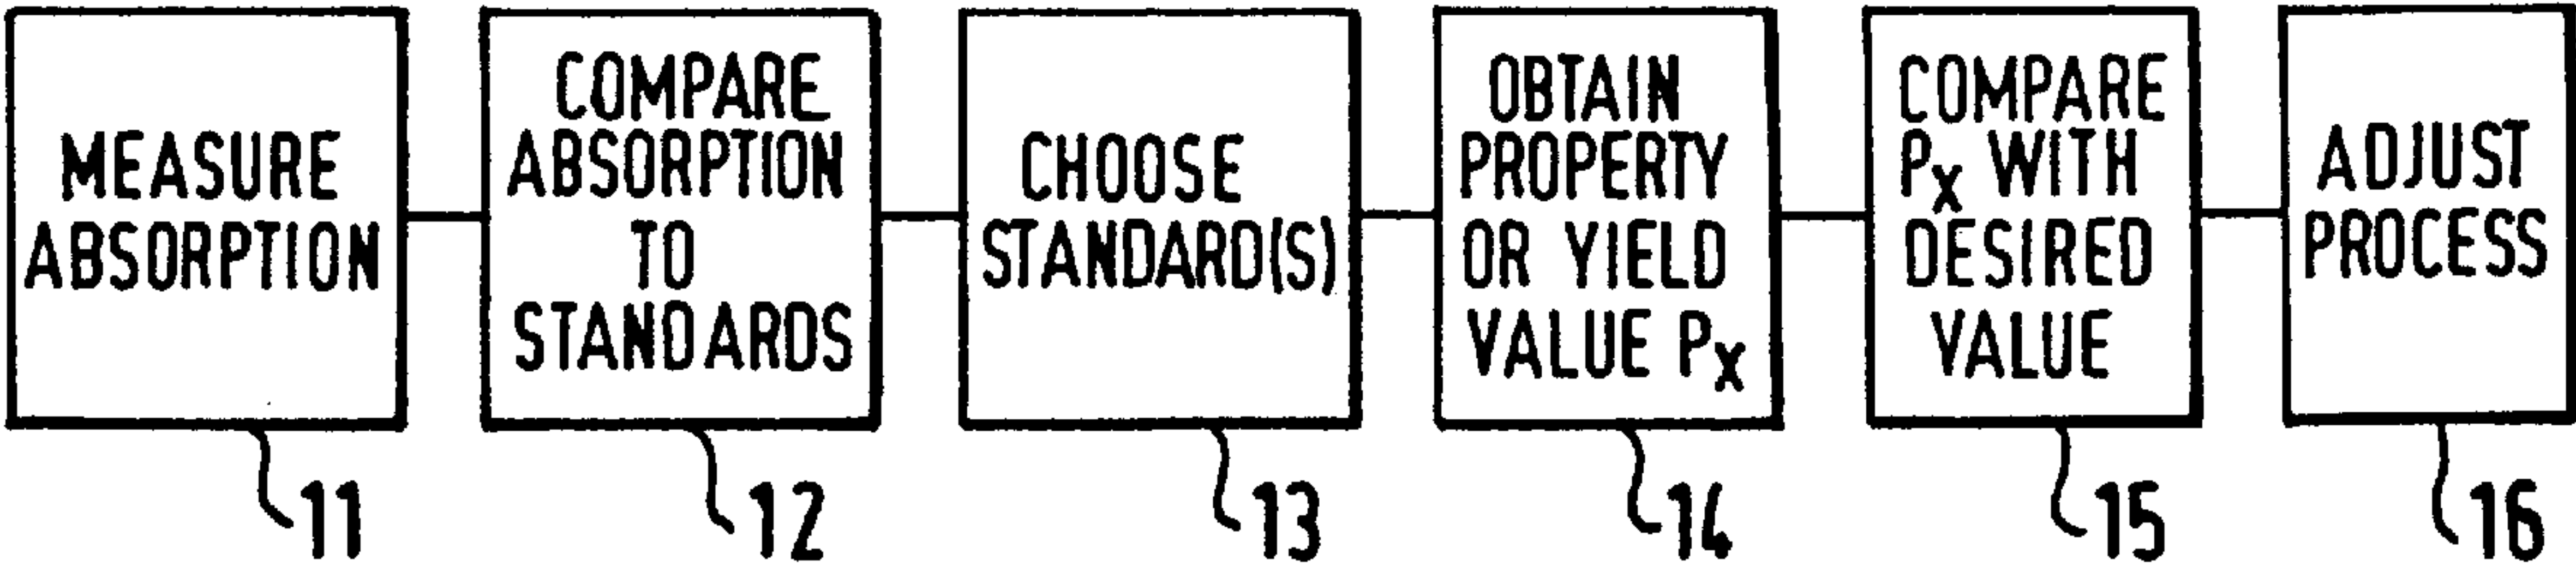 MEASURE
ABSORPTION
COMPARE
ABSORPTION
TO
STANDARDS
CHOOSE
STANDARD(S)
OBTAIN
PROPERTY
OR YIELD
VALUE Px
COMPARE
Px WITH
DESIRED
VALUE
ADJUST
PROCESS
11
12
13
14
15
16